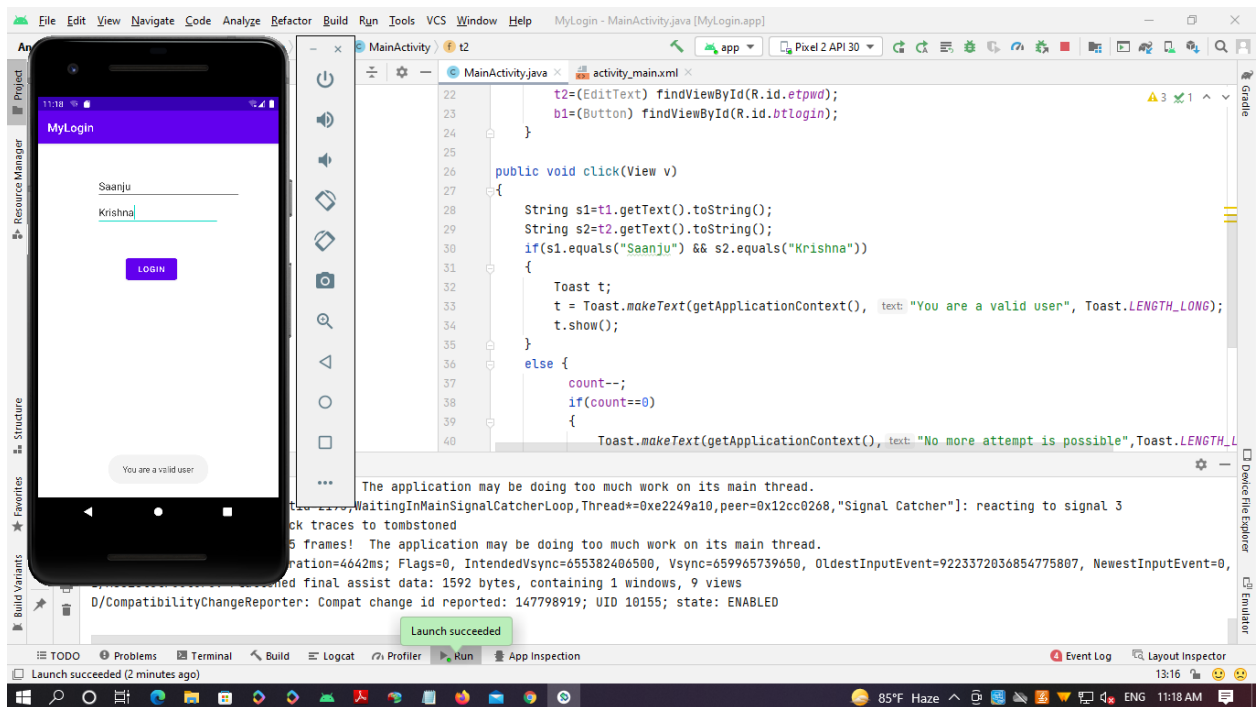 File Edit View Navigate Code Analyze Refactor Build Run Tools VCS Window Help MyLogin - MainActivity.java [MyLogin.app]
MainActivity t2 app Pixel 2 API 30
MainActivity.java activity_main.xml
Project
Resource Manager
Structure
Favorites
Build Variants
11:18
MyLogin
Saanju
Krishna
LOGIN
You are a valid user
22 t2=(EditText) findViewById(R.id.etpwd);
23 b1=(Button) findViewById(R.id.btlogin);
24 }
25
26 public void click(View v)
27 {
28 String s1=t1.getText().toString();
29 String s2=t2.getText().toString();
30 if(s1.equals("Saanju") && s2.equals("Krishna"))
31 {
32 Toast t;
33 t = Toast.makeText(getApplicationContext(), text: "You are a valid user", Toast.LENGTH_LONG);
34 t.show();
35 }
36 else {
37 count--;
38 if(count==0)
39 {
40 Toast.makeText(getApplicationContext(), text: "No more attempt is possible",Toast.LENGTH_L
3 1
Gradle
Device File Explorer
Emulator
The application may be doing too much work on its main thread.
WaitingInMainSignalCatcherLoop,Thread*=0xe2249a10,peer=0x12cc0268,"Signal Catcher"]: reacting to signal 3
ck traces to tombstoned
5 frames! The application may be doing too much work on its main thread.
ration=4642ms; Flags=0, IntendedVsync=655382406500, Vsync=659965739650, OldestInputEvent=9223372036854775807, NewestInputEvent=0,
ned final assist data: 1592 bytes, containing 1 windows, 9 views
D/CompatibilityChangeReporter: Compat change id reported: 147798919; UID 10155; state: ENABLED
Launch succeeded
TODO Problems Terminal Build Logcat Profiler Run App Inspection 4 Event Log Layout Inspector
Launch succeeded (2 minutes ago) 13:16
85°F Haze ENG 11:18 AM